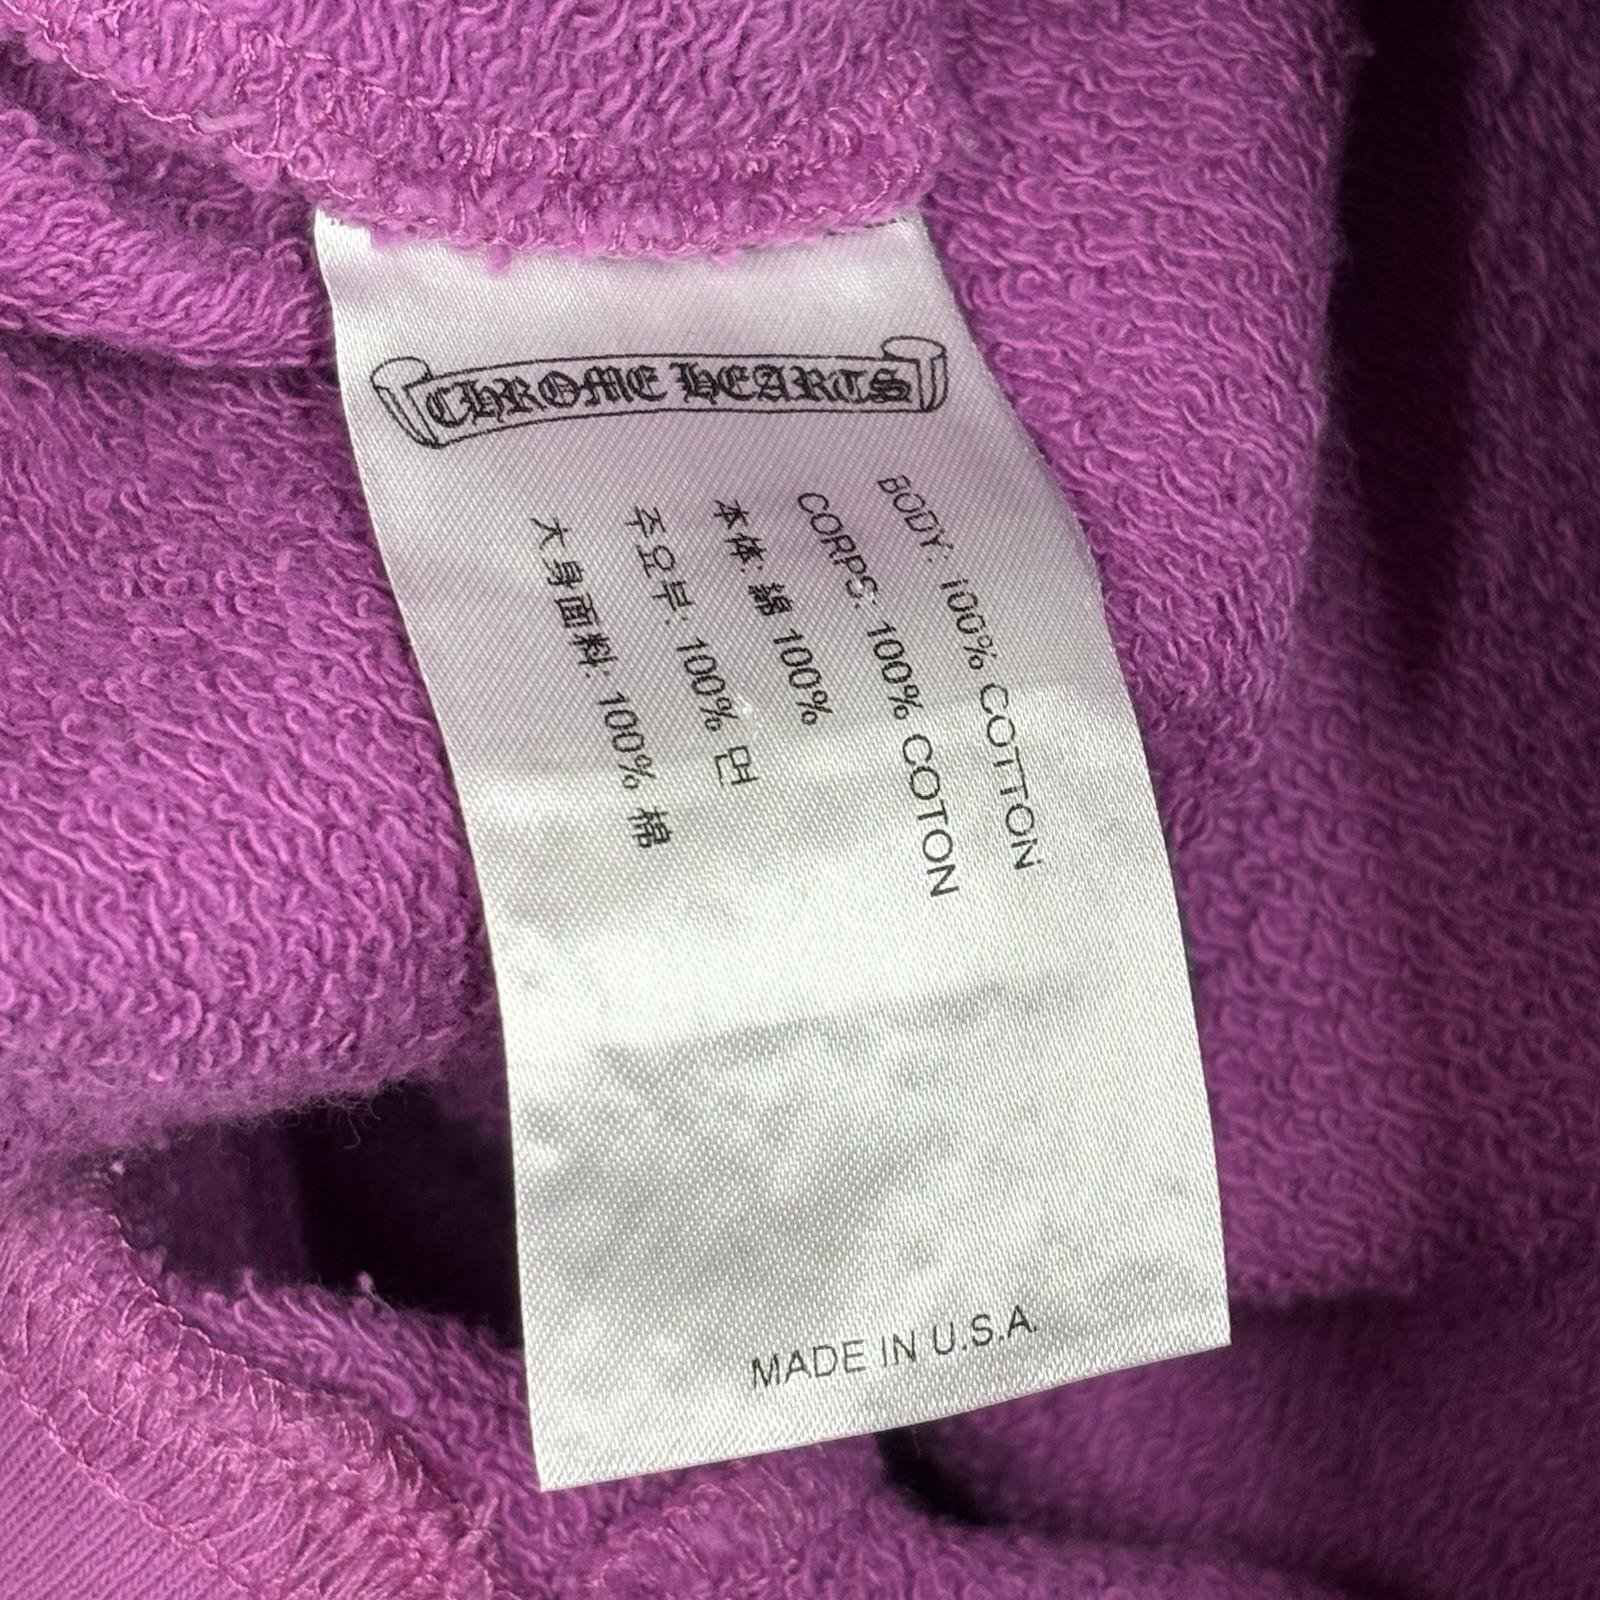 CHROME HEARTS
BODY: 100% COTTON
CORPS: 100% COTON
本体: 綿 100%
주요부: 100% 면
大身面料: 100% 棉
MADE IN U.S.A.